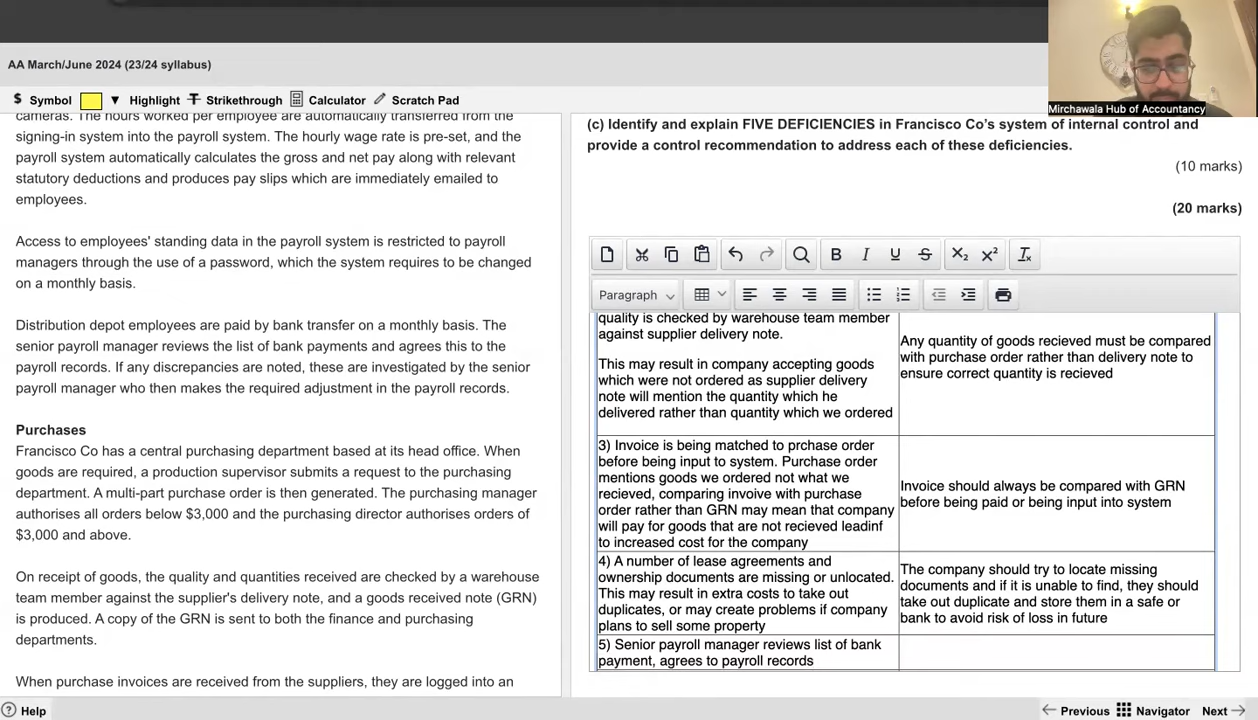 AA March/June 2024 (23/24 syllabus)
$ Symbol ▼ Highlight Strikethrough Calculator Scratch Pad
Mirchawala Hub of Accountancy
cameras. The hours worked per employee are automatically transferred from the
signing-in system into the payroll system. The hourly wage rate is pre-set, and the
payroll system automatically calculates the gross and net pay along with relevant
statutory deductions and produces pay slips which are immediately emailed to
employees.
Access to employees' standing data in the payroll system is restricted to payroll
managers through the use of a password, which the system requires to be changed
on a monthly basis.
Distribution depot employees are paid by bank transfer on a monthly basis. The
senior payroll manager reviews the list of bank payments and agrees this to the
payroll records. If any discrepancies are noted, these are investigated by the senior
payroll manager who then makes the required adjustment in the payroll records.
Purchases
Francisco Co has a central purchasing department based at its head office. When
goods are required, a production supervisor submits a request to the purchasing
department. A multi-part purchase order is then generated. The purchasing manager
authorises all orders below $3,000 and the purchasing director authorises orders of
$3,000 and above.
On receipt of goods, the quality and quantities received are checked by a warehouse
team member against the supplier's delivery note, and a goods received note (GRN)
is produced. A copy of the GRN is sent to both the finance and purchasing
departments.
When purchase invoices are received from the suppliers, they are logged into an
(c) Identify and explain FIVE DEFICIENCIES in Francisco Co's system of internal control and
provide a control recommendation to address each of these deficiencies.
(10 marks)
(20 marks)
B I U S X₂ X² Tx
Paragraph
quality is checked by warehouse team member
against supplier delivery note.
This may result in company accepting goods
which were not ordered as supplier delivery
note will mention the quantity which he
delivered rather than quantity which we ordered
Any quantity of goods recieved must be compared
with purchase order rather than delivery note to
ensure correct quantity is recieved
3) Invoice is being matched to prchase order
before being input to system. Purchase order
mentions goods we ordered not what we
recieved, comparing invoive with purchase
order rather than GRN may mean that company
will pay for goods that are not recieved leadinf
to increased cost for the company
Invoice should always be compared with GRN
before being paid or being input into system
4) A number of lease agreements and
ownership documents are missing or unlocated.
This may result in extra costs to take out
duplicates, or may create problems if company
plans to sell some property
The company should try to locate missing
documents and if it is unable to find, they should
take out duplicate and store them in a safe or
bank to avoid risk of loss in future
5) Senior payroll manager reviews list of bank
payment, agrees to payroll records
? Help
Previous Navigator Next